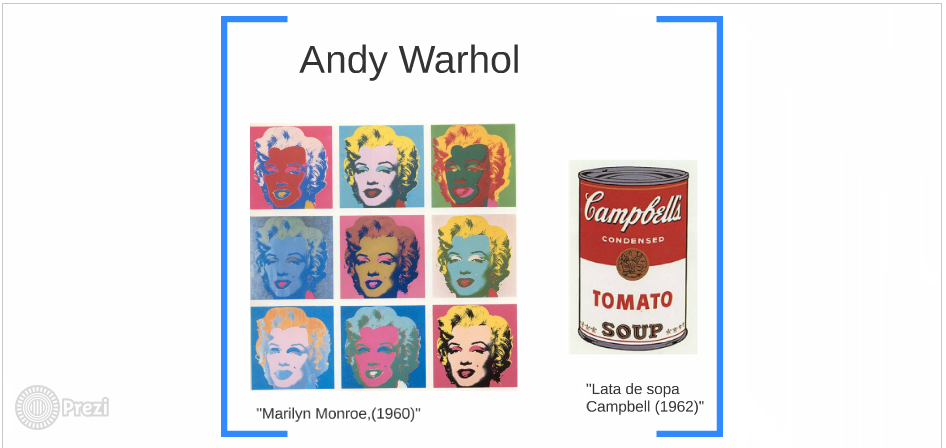 Andy Warhol
Campbell's
CONDENSED
TOMATO
SOUP
"Marilyn Monroe,(1960)"
"Lata de sopa
Campbell (1962)"
Prezi